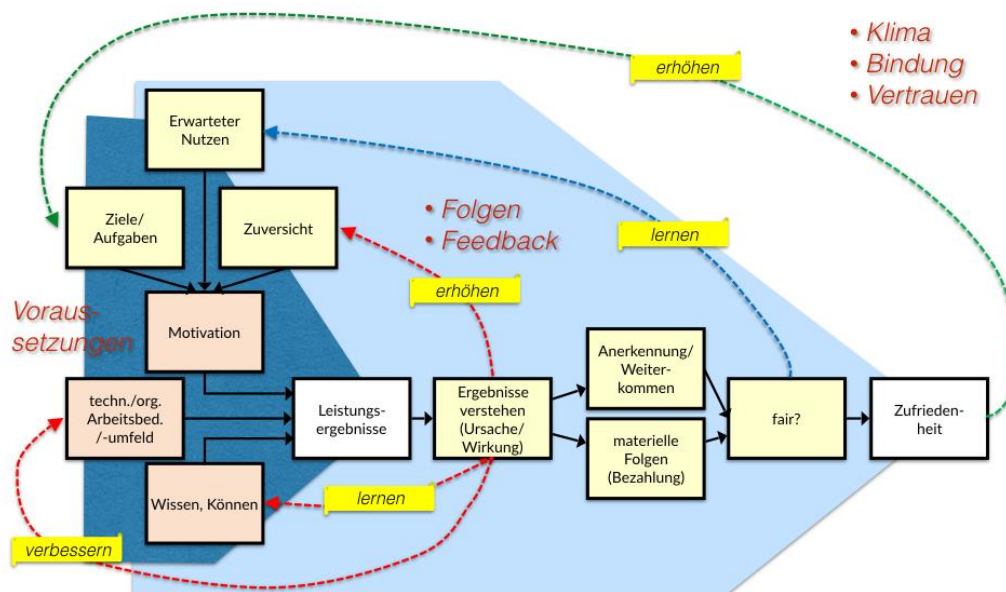 • Klima
• Bindung
• Vertrauen
erhöhen
Erwarteter
Nutzen
Ziele/
Aufgaben
Zuversicht
• Folgen
• Feedback
lernen
erhöhen
Voraus-
setzungen
Motivation
techn./org.
Arbeitsbed.
/-umfeld
Leistungs-
ergebnisse
Ergebnisse
verstehen
(Ursache/
Wirkung)
Anerkennung/
Weiter-
kommen
materielle
Folgen
(Bezahlung)
fair?
Zufrieden-
heit
Wissen, Können
lernen
verbessern